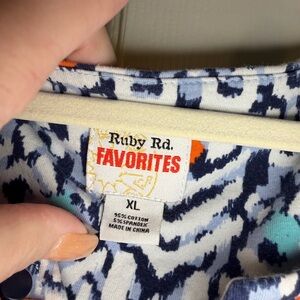 Ruby Rd.
FAVORITES
XL
95% COTTON
5% SPANDEX
MADE IN CHINA